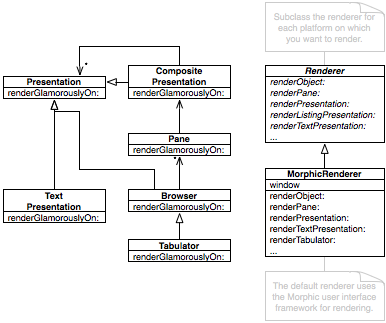 Subclass the renderer for
each platform on which
you want to render.
*
Presentation
renderGlamorouslyOn:
Composite
Presentation
renderGlamorouslyOn:
Pane
renderGlamorouslyOn:
*
Text
Presentation
renderGlamorouslyOn:
Browser
renderGlamorouslyOn:
Tabulator
renderGlamorouslyOn:
Renderer
renderObject:
renderPane:
renderPresentation:
renderListingPresentation:
renderTextPresentation:
...
MorphicRenderer
window
renderObject:
renderPane:
renderPresentation:
renderTextPresentation:
renderTabulator:
...
The default renderer uses
the Morphic user interface
framework for rendering.